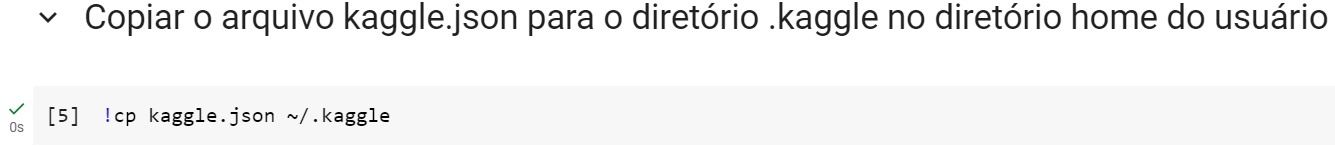 Copiar o arquivo kaggle.json para o diretório .kaggle no diretório home do usuário
[5] !cp kaggle.json ~/.kaggle
0s